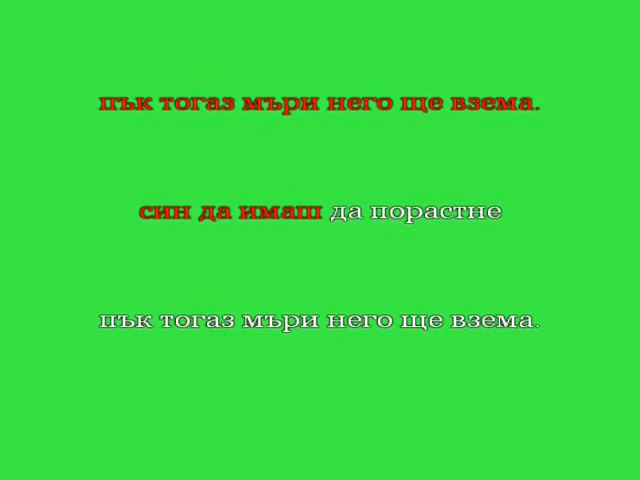 пък тогаз мъри него ще взема.
син да имаш да порастне
пък тогаз мъри него ще взема.